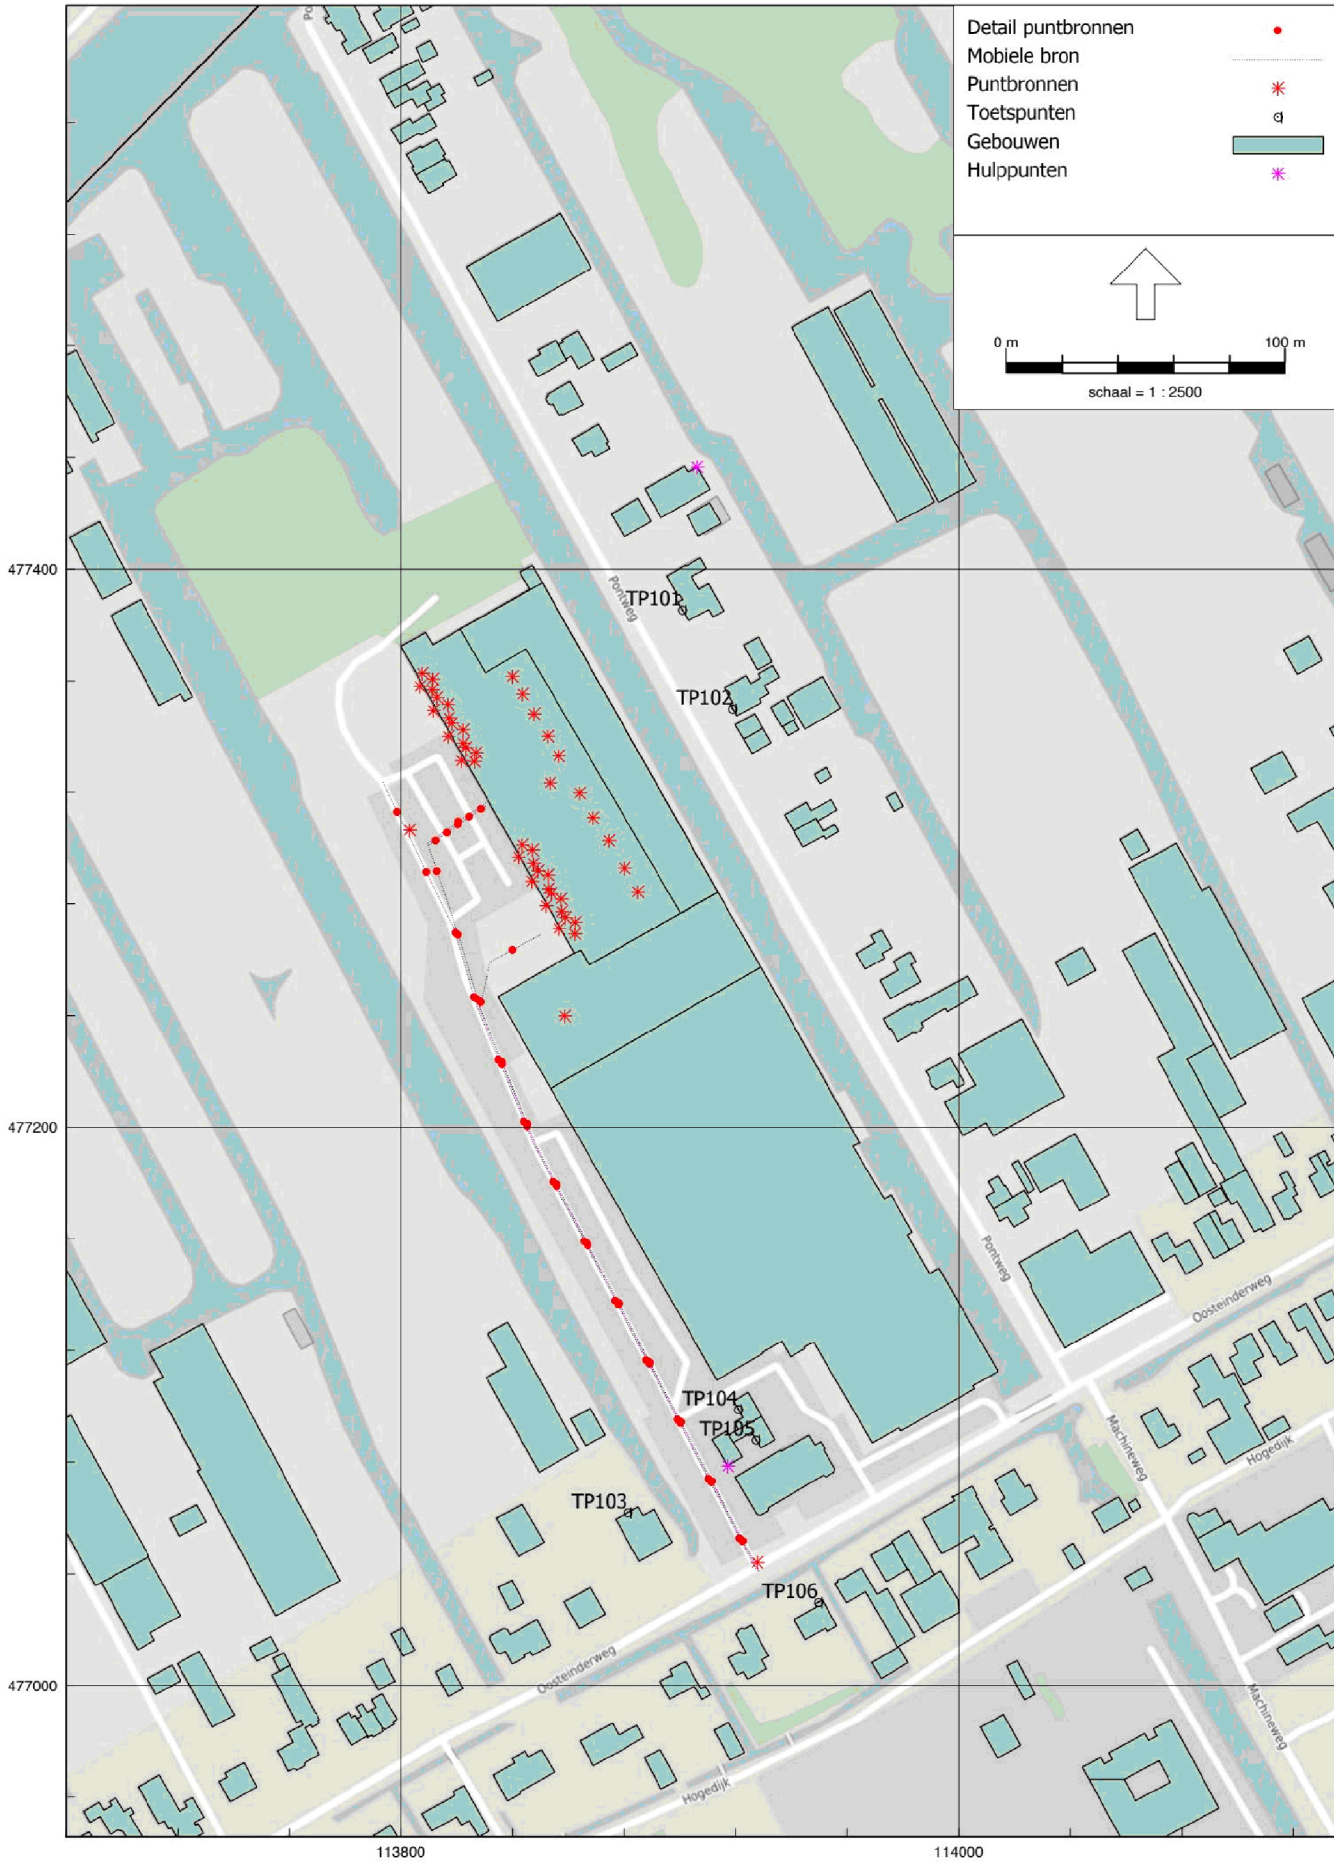 Detail puntbronnen
Mobiele bron
Puntbronnen
Toetspunten
Gebouwen
Hulppunten
0 m
100 m
schaal = 1 : 2500
477400
Pontweg
TP101
TP102
477200
Pontweg
Oosteinderweg
TP104
TP105
Machineweg
Hogedijk
TP103
TP106
Oosteinderweg
477000
Machineweg
Hogedijk
113800
114000